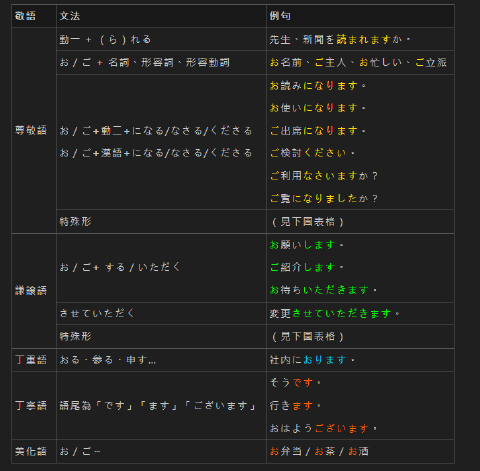 敬語 文法 例句
尊敬語
動一 + （ら）れる 先生、新聞を読まれますか。
お / ご + 名詞、形容詞、形容動詞 お名前、ご主人、お忙しい、ご立派
お / ご+動二+になる/なさる/くださる
お / ご+漢語+になる/なさる/くださる
お読みになります。
お使いになります。
ご出席になります。
ご検討ください。
ご利用なさいますか？
ご覧になりましたか？
特殊形 （見下圖表格）
謙譲語
お / ご+ する / いただく
お願いします。
ご紹介します。
お待ちいただきます。
させていただく 変更させていただきます。
特殊形 （見下圖表格）
丁重語 おる・參る・申す… 社内におります。
丁寧語 語尾為「です」「ます」「ございます」
そうです。
行きます。
おはようございます。
美化語 お / ご~ お弁当 / お茶 / お酒